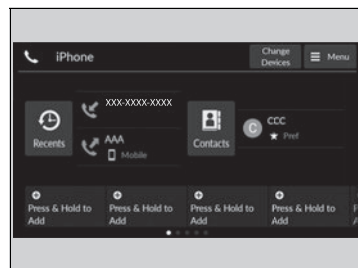 iPhone
Change
Devices
Menu
XXX-XXXX-XXXX
Recents
AAA
Mobile
Contacts
C
CCC
★ Pref
Press & Hold to
Add
Press & Hold to
Add
Press & Hold to
Add
Press & Hold to
Add